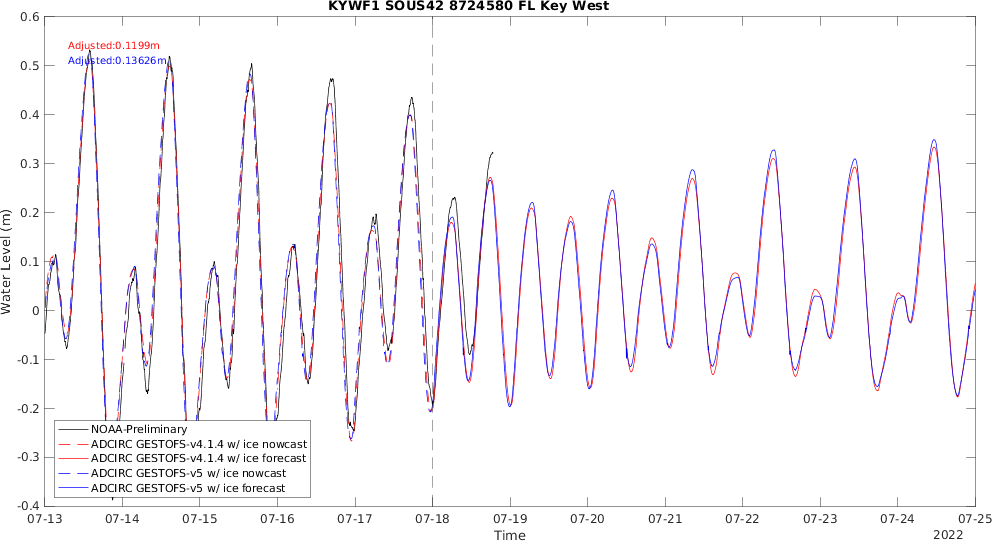 KYWF1 SOUS42 8724580 FL Key West
Adjusted:0.1199m
Adjusted:0.13626m
Water Level (m)
0.6
0.5
0.4
0.3
0.2
0.1
0
-0.1
-0.2
-0.3
-0.4
NOAA-Preliminary
ADCIRC GESTOFS-v4.1.4 w/ ice nowcast
ADCIRC GESTOFS-v4.1.4 w/ ice forecast
ADCIRC GESTOFS-v5 w/ ice nowcast
ADCIRC GESTOFS-v5 w/ ice forecast
07-13 07-14 07-15 07-16 07-17 07-18 07-19 07-20 07-21 07-22 07-23 07-24 07-25
Time
2022